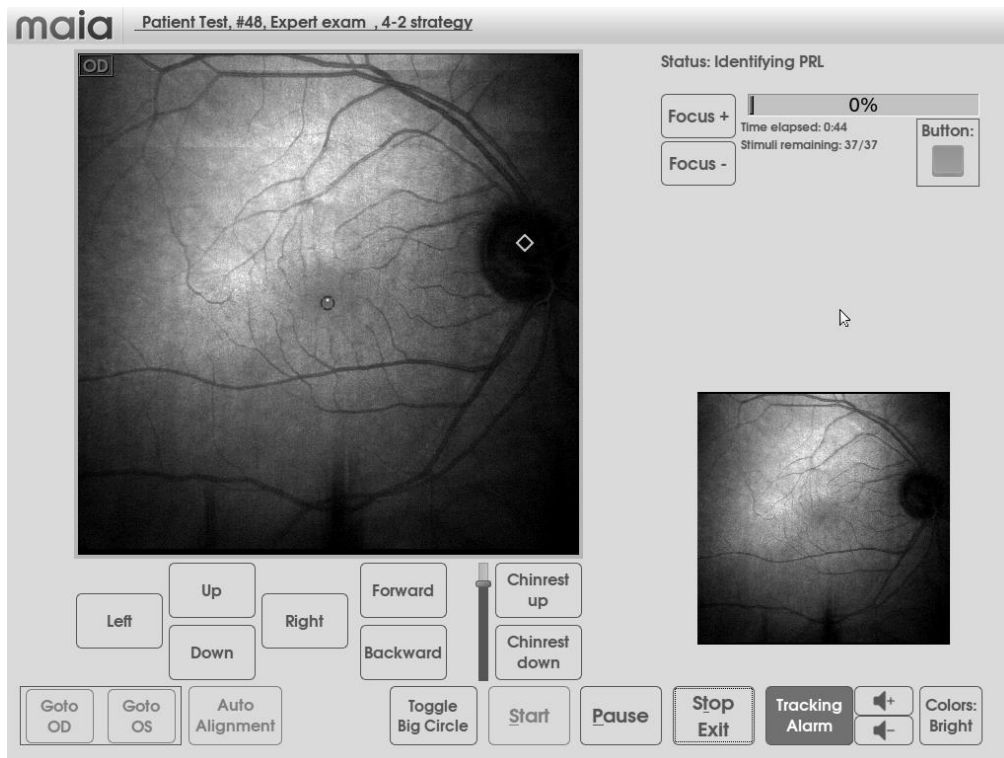 maia
Patient Test, #48, Expert exam , 4-2 strategy
OD
Status: Identifying PRL
Focus +
0%
Time elapsed: 0:44
Stimuli remaining: 37/37
Button:
Focus -
Left
Up
Down
Right
Forward
Backward
Chinrest
up
Chinrest
down
Goto
OD
Goto
OS
Auto
Alignment
Toggle
Big Circle
Start
Pause
Stop
Exit
Tracking
Alarm
+
-
Colors:
Bright